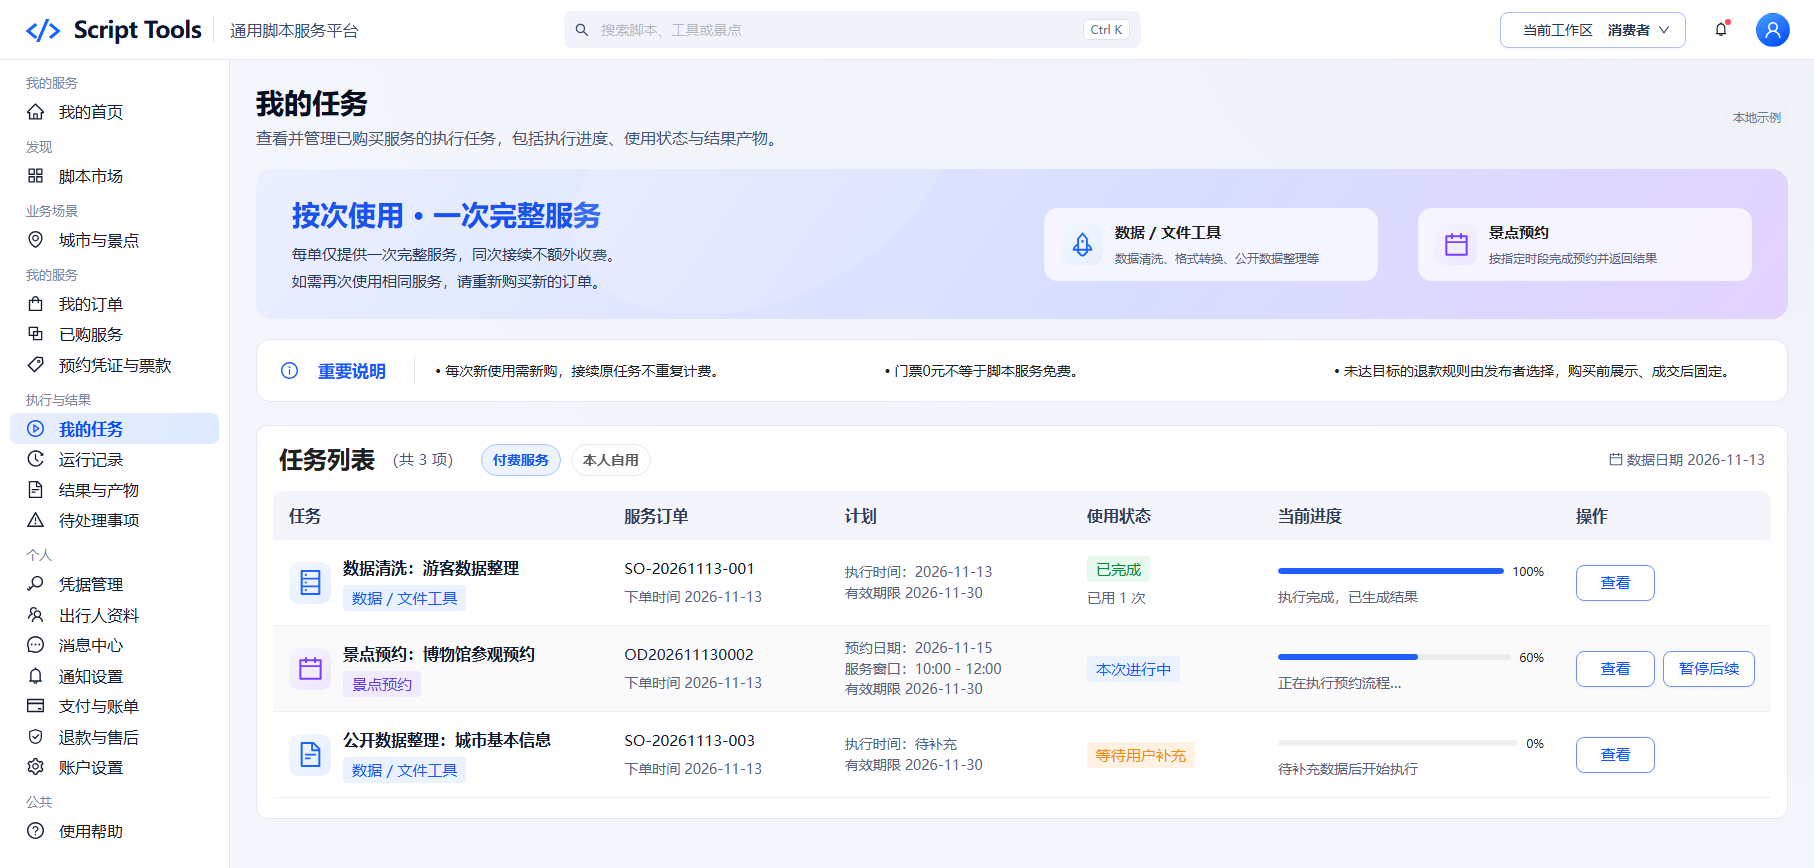 Script Tools
通用脚本服务平台
搜索脚本、工具或景点
Ctrl K
当前工作区 消费者
我的服务
我的首页
发现
脚本市场
业务场景
城市与景点
我的服务
我的订单
已购服务
预约凭证与票款
执行与结果
我的任务
运行记录
结果与产物
待处理事项
个人
凭据管理
出行人资料
消息中心
通知设置
支付与账单
退款与售后
账户设置
公共
使用帮助
我的任务
查看并管理已购买服务的执行任务，包括执行进度、使用状态与结果产物。
本地示例
按次使用 • 一次完整服务
每单仅提供一次完整服务，同次接续不额外收费。
如需再次使用相同服务，请重新购买新的订单。
数据 / 文件工具
数据清洗、格式转换、公开数据整理等
景点预约
按指定时段完成预约并返回结果
重要说明
• 每次新使用需新购，接续原任务不重复计费。
• 门票0元不等于脚本服务免费。
• 未达目标的退款规则由发布者选择，购买前展示、成交后固定。
任务列表 (共 3 项) 付费服务 本人自用
数据日期 2026-11-13
任务 服务订单 计划 使用状态 当前进度 操作
数据清洗：游客数据整理
数据 / 文件工具
SO-20261113-001
下单时间 2026-11-13
执行时间：2026-11-13
有效期限 2026-11-30
已完成
已用 1 次
100%
执行完成，已生成结果
查看
景点预约：博物馆参观预约
景点预约
OD202611130002
下单时间 2026-11-13
预约日期：2026-11-15
服务窗口：10:00 - 12:00
有效期限 2026-11-30
本次进行中
60%
正在执行预约流程...
查看
暂停后续
公开数据整理：城市基本信息
数据 / 文件工具
SO-20261113-003
下单时间 2026-11-13
执行时间：待补充
有效期限 2026-11-30
等待用户补充
0%
待补充数据后开始执行
查看